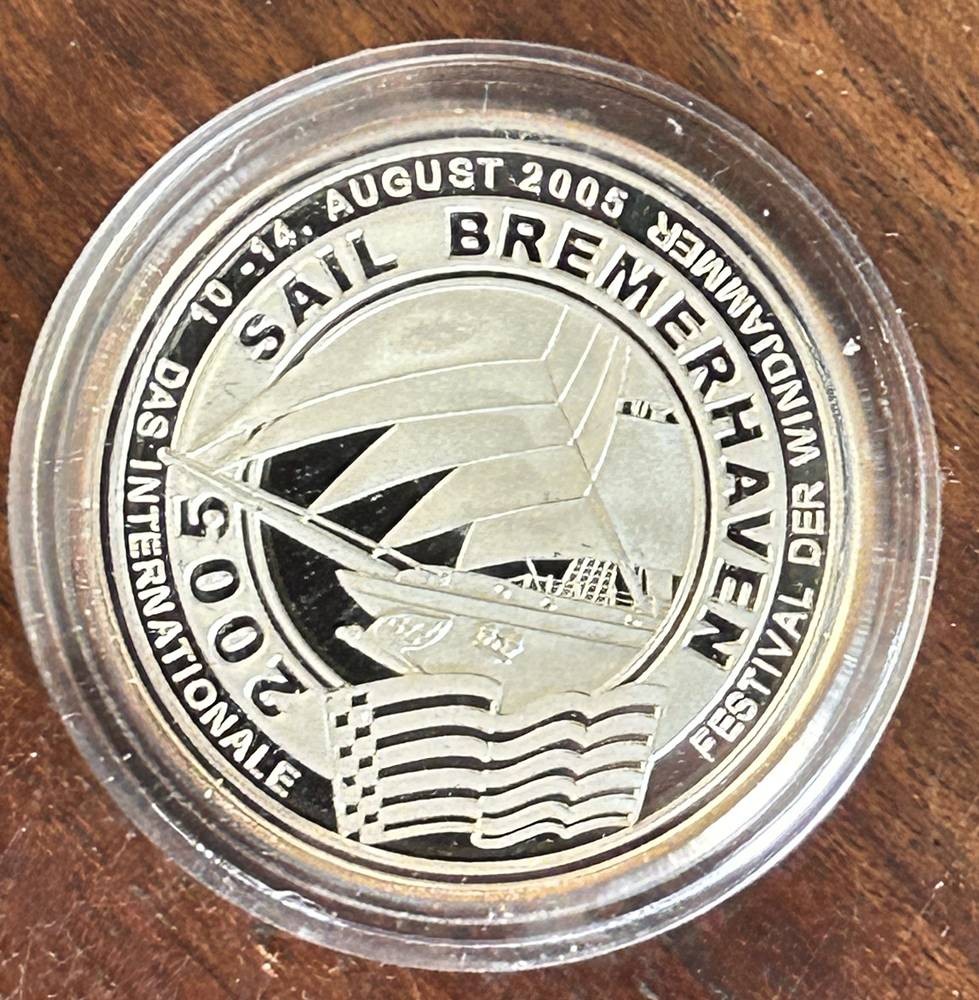 10.-14. AUGUST 2005
SAIL BREMERHAVEN
2005
DAS INTERNATIONALE
FESTIVAL DER WINDJAMMER